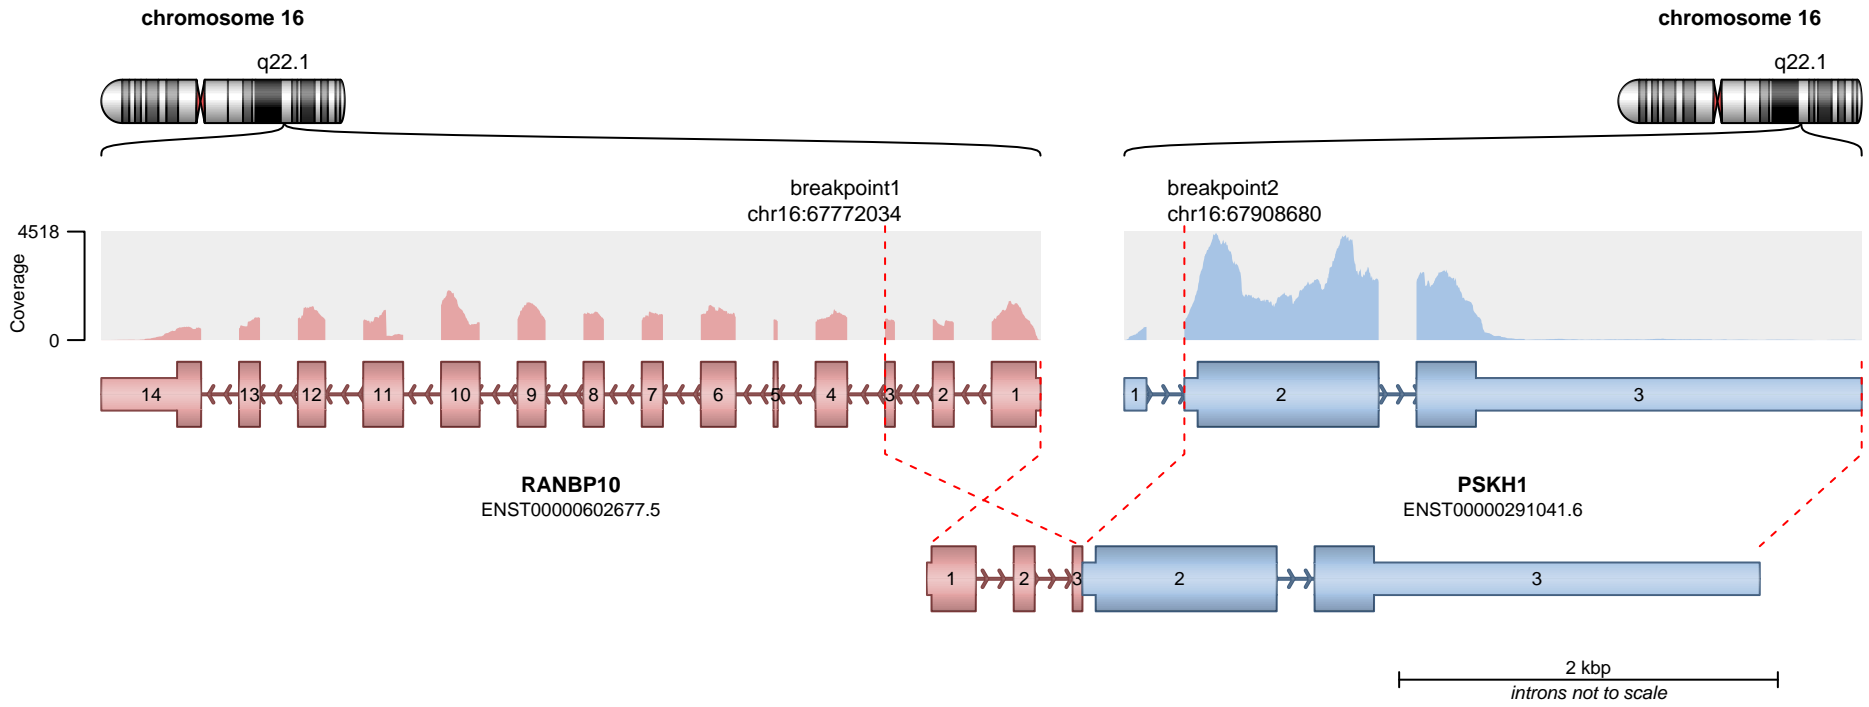 chromosome 16
chromosome 16
q22.1
q22.1
breakpoint1
chr16:67772034
breakpoint2
chr16:67908680
4518
Coverage
0
14 13 12 11 10 9 8 7 6 5 4 3 2 1
1 2 3
RANBP10
ENST00000602677.5
PSKH1
ENST00000291041.6
1 2 3 2 3
2 kbp
introns not to scale